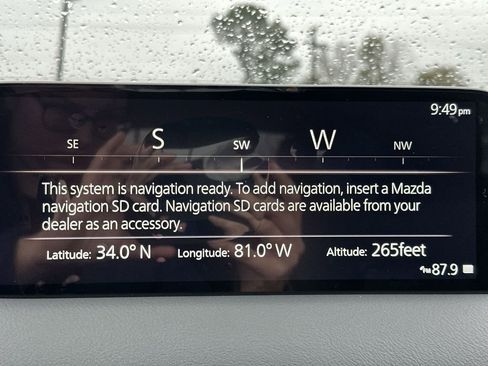 9:49pm
SE S SW W NW
This system is navigation ready. To add navigation, insert a Mazda
navigation SD card. Navigation SD cards are available from your
dealer as an accessory.
Latitude: 34.0° N Longitude: 81.0° W Altitude: 265feet
87.9